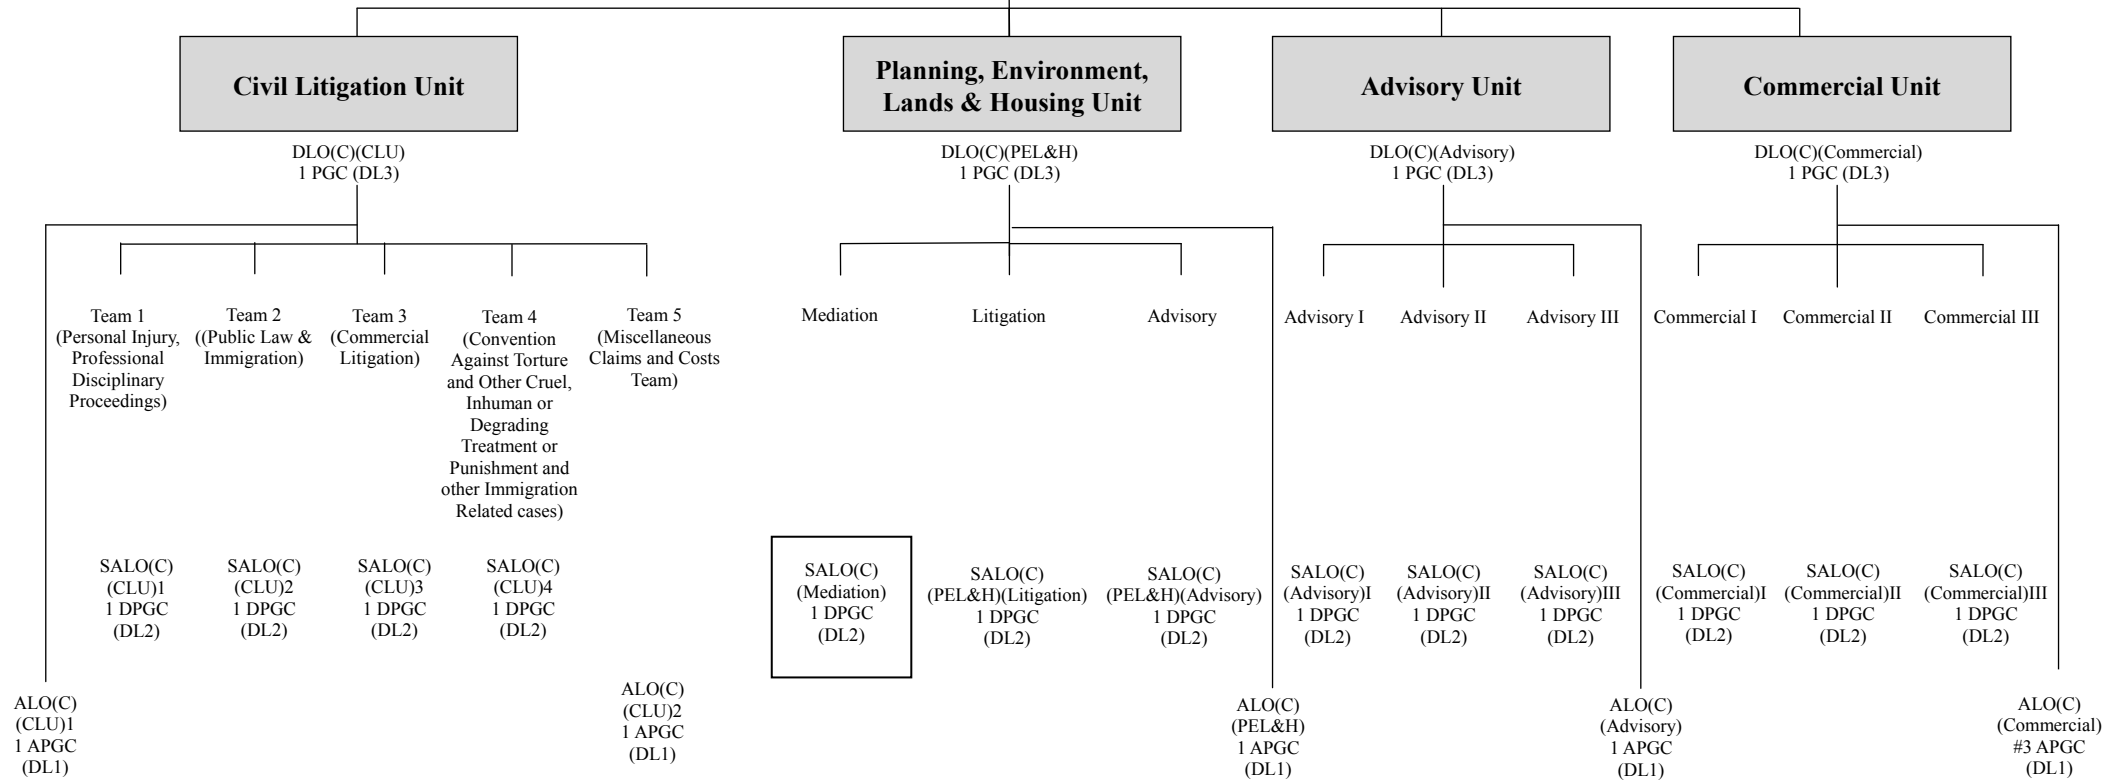 Civil Litigation Unit
DLO(C)(CLU)
1 PGC (DL3)
Team 1
(Personal Injury,
Professional
Disciplinary
Proceedings)
Team 2
((Public Law &
Immigration)
Team 3
(Commercial
Litigation)
Team 4
(Convention
Against Torture
and Other Cruel,
Inhuman or
Degrading
Treatment or
Punishment and
other Immigration
Related cases)
Team 5
(Miscellaneous
Claims and Costs
Team)
SALO(C)
(CLU)1
1 DPGC
(DL2)
SALO(C)
(CLU)2
1 DPGC
(DL2)
SALO(C)
(CLU)3
1 DPGC
(DL2)
SALO(C)
(CLU)4
1 DPGC
(DL2)
ALO(C)
(CLU)1
1 APGC
(DL1)
ALO(C)
(CLU)2
1 APGC
(DL1)
Planning, Environment,
Lands & Housing Unit
DLO(C)(PEL&H)
1 PGC (DL3)
Mediation
Litigation
Advisory
SALO(C)
(Mediation)
1 DPGC
(DL2)
SALO(C)
(PEL&H)(Litigation)
1 DPGC
(DL2)
SALO(C)
(PEL&H)(Advisory)
1 DPGC
(DL2)
ALO(C)
(PEL&H)
1 APGC
(DL1)
Advisory Unit
DLO(C)(Advisory)
1 PGC (DL3)
Advisory I
Advisory II
Advisory III
SALO(C)
(Advisory)I
1 DPGC
(DL2)
SALO(C)
(Advisory)II
1 DPGC
(DL2)
SALO(C)
(Advisory)III
1 DPGC
(DL2)
ALO(C)
(Advisory)
1 APGC
(DL1)
Commercial Unit
DLO(C)(Commercial)
1 PGC (DL3)
Commercial I
Commercial II
Commercial III
SALO(C)
(Commercial)I
1 DPGC
(DL2)
SALO(C)
(Commercial)II
1 DPGC
(DL2)
SALO(C)
(Commercial)III
1 DPGC
(DL2)
ALO(C)
(Commercial)
#3 APGC
(DL1)